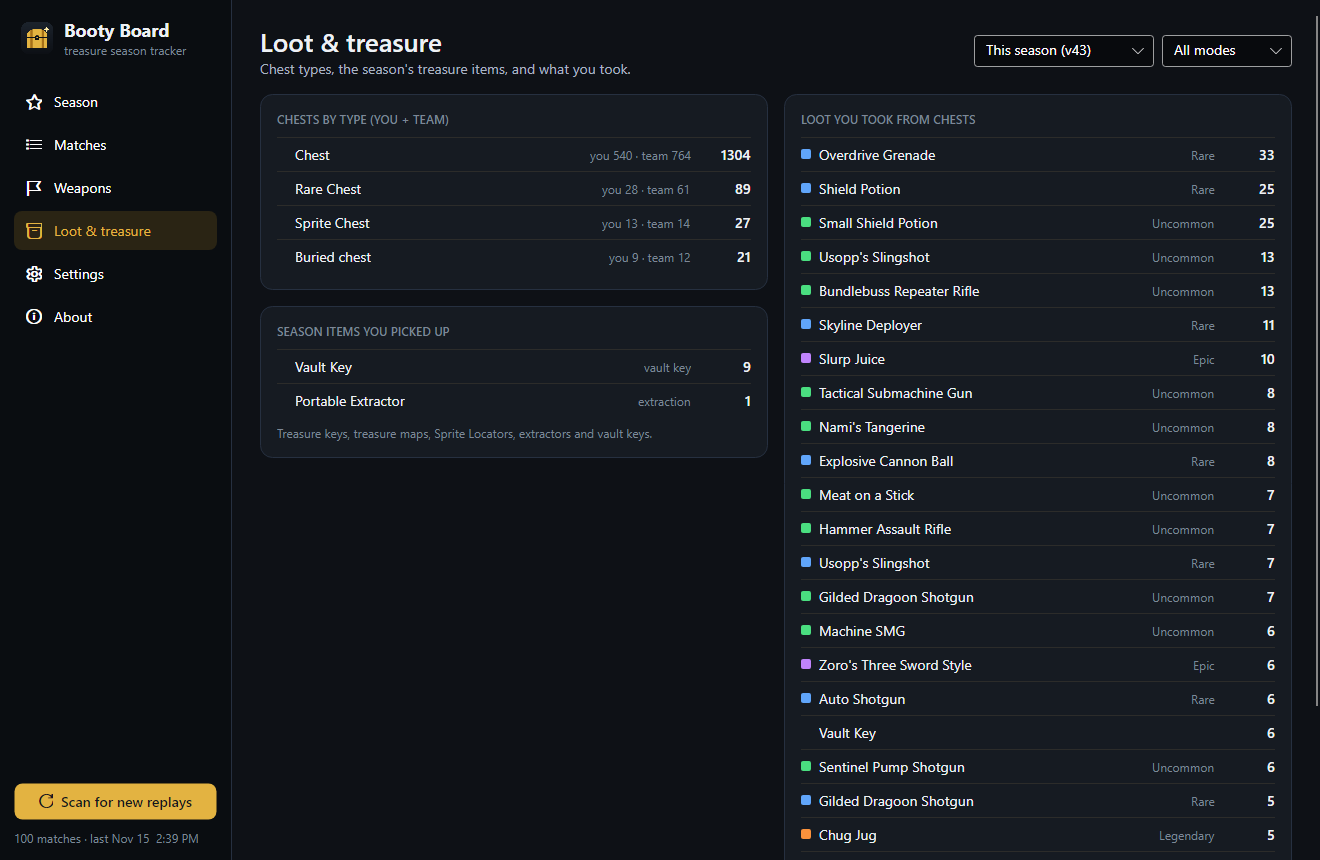 Booty Board
treasure season tracker
Season
Matches
Weapons
Loot & treasure
Settings
About
Scan for new replays
100 matches · last Nov 15 2:39 PM
Loot & treasure
Chest types, the season's treasure items, and what you took.
This season (v43)
All modes
CHESTS BY TYPE (YOU + TEAM)
Chest you 540 · team 764 1304
Rare Chest you 28 · team 61 89
Sprite Chest you 13 · team 14 27
Buried chest you 9 · team 12 21
SEASON ITEMS YOU PICKED UP
Vault Key vault key 9
Portable Extractor extraction 1
Treasure keys, treasure maps, Sprite Locators, extractors and vault keys.
LOOT YOU TOOK FROM CHESTS
Overdrive Grenade Rare 33
Shield Potion Rare 25
Small Shield Potion Uncommon 25
Usopp's Slingshot Uncommon 13
Bundlebuss Repeater Rifle Uncommon 13
Skyline Deployer Rare 11
Slurp Juice Epic 10
Tactical Submachine Gun Uncommon 8
Nami's Tangerine Uncommon 8
Explosive Cannon Ball Rare 8
Meat on a Stick Uncommon 7
Hammer Assault Rifle Uncommon 7
Usopp's Slingshot Rare 7
Gilded Dragoon Shotgun Uncommon 7
Machine SMG Uncommon 6
Zoro's Three Sword Style Epic 6
Auto Shotgun Rare 6
Vault Key 6
Sentinel Pump Shotgun Uncommon 6
Gilded Dragoon Shotgun Rare 5
Chug Jug Legendary 5